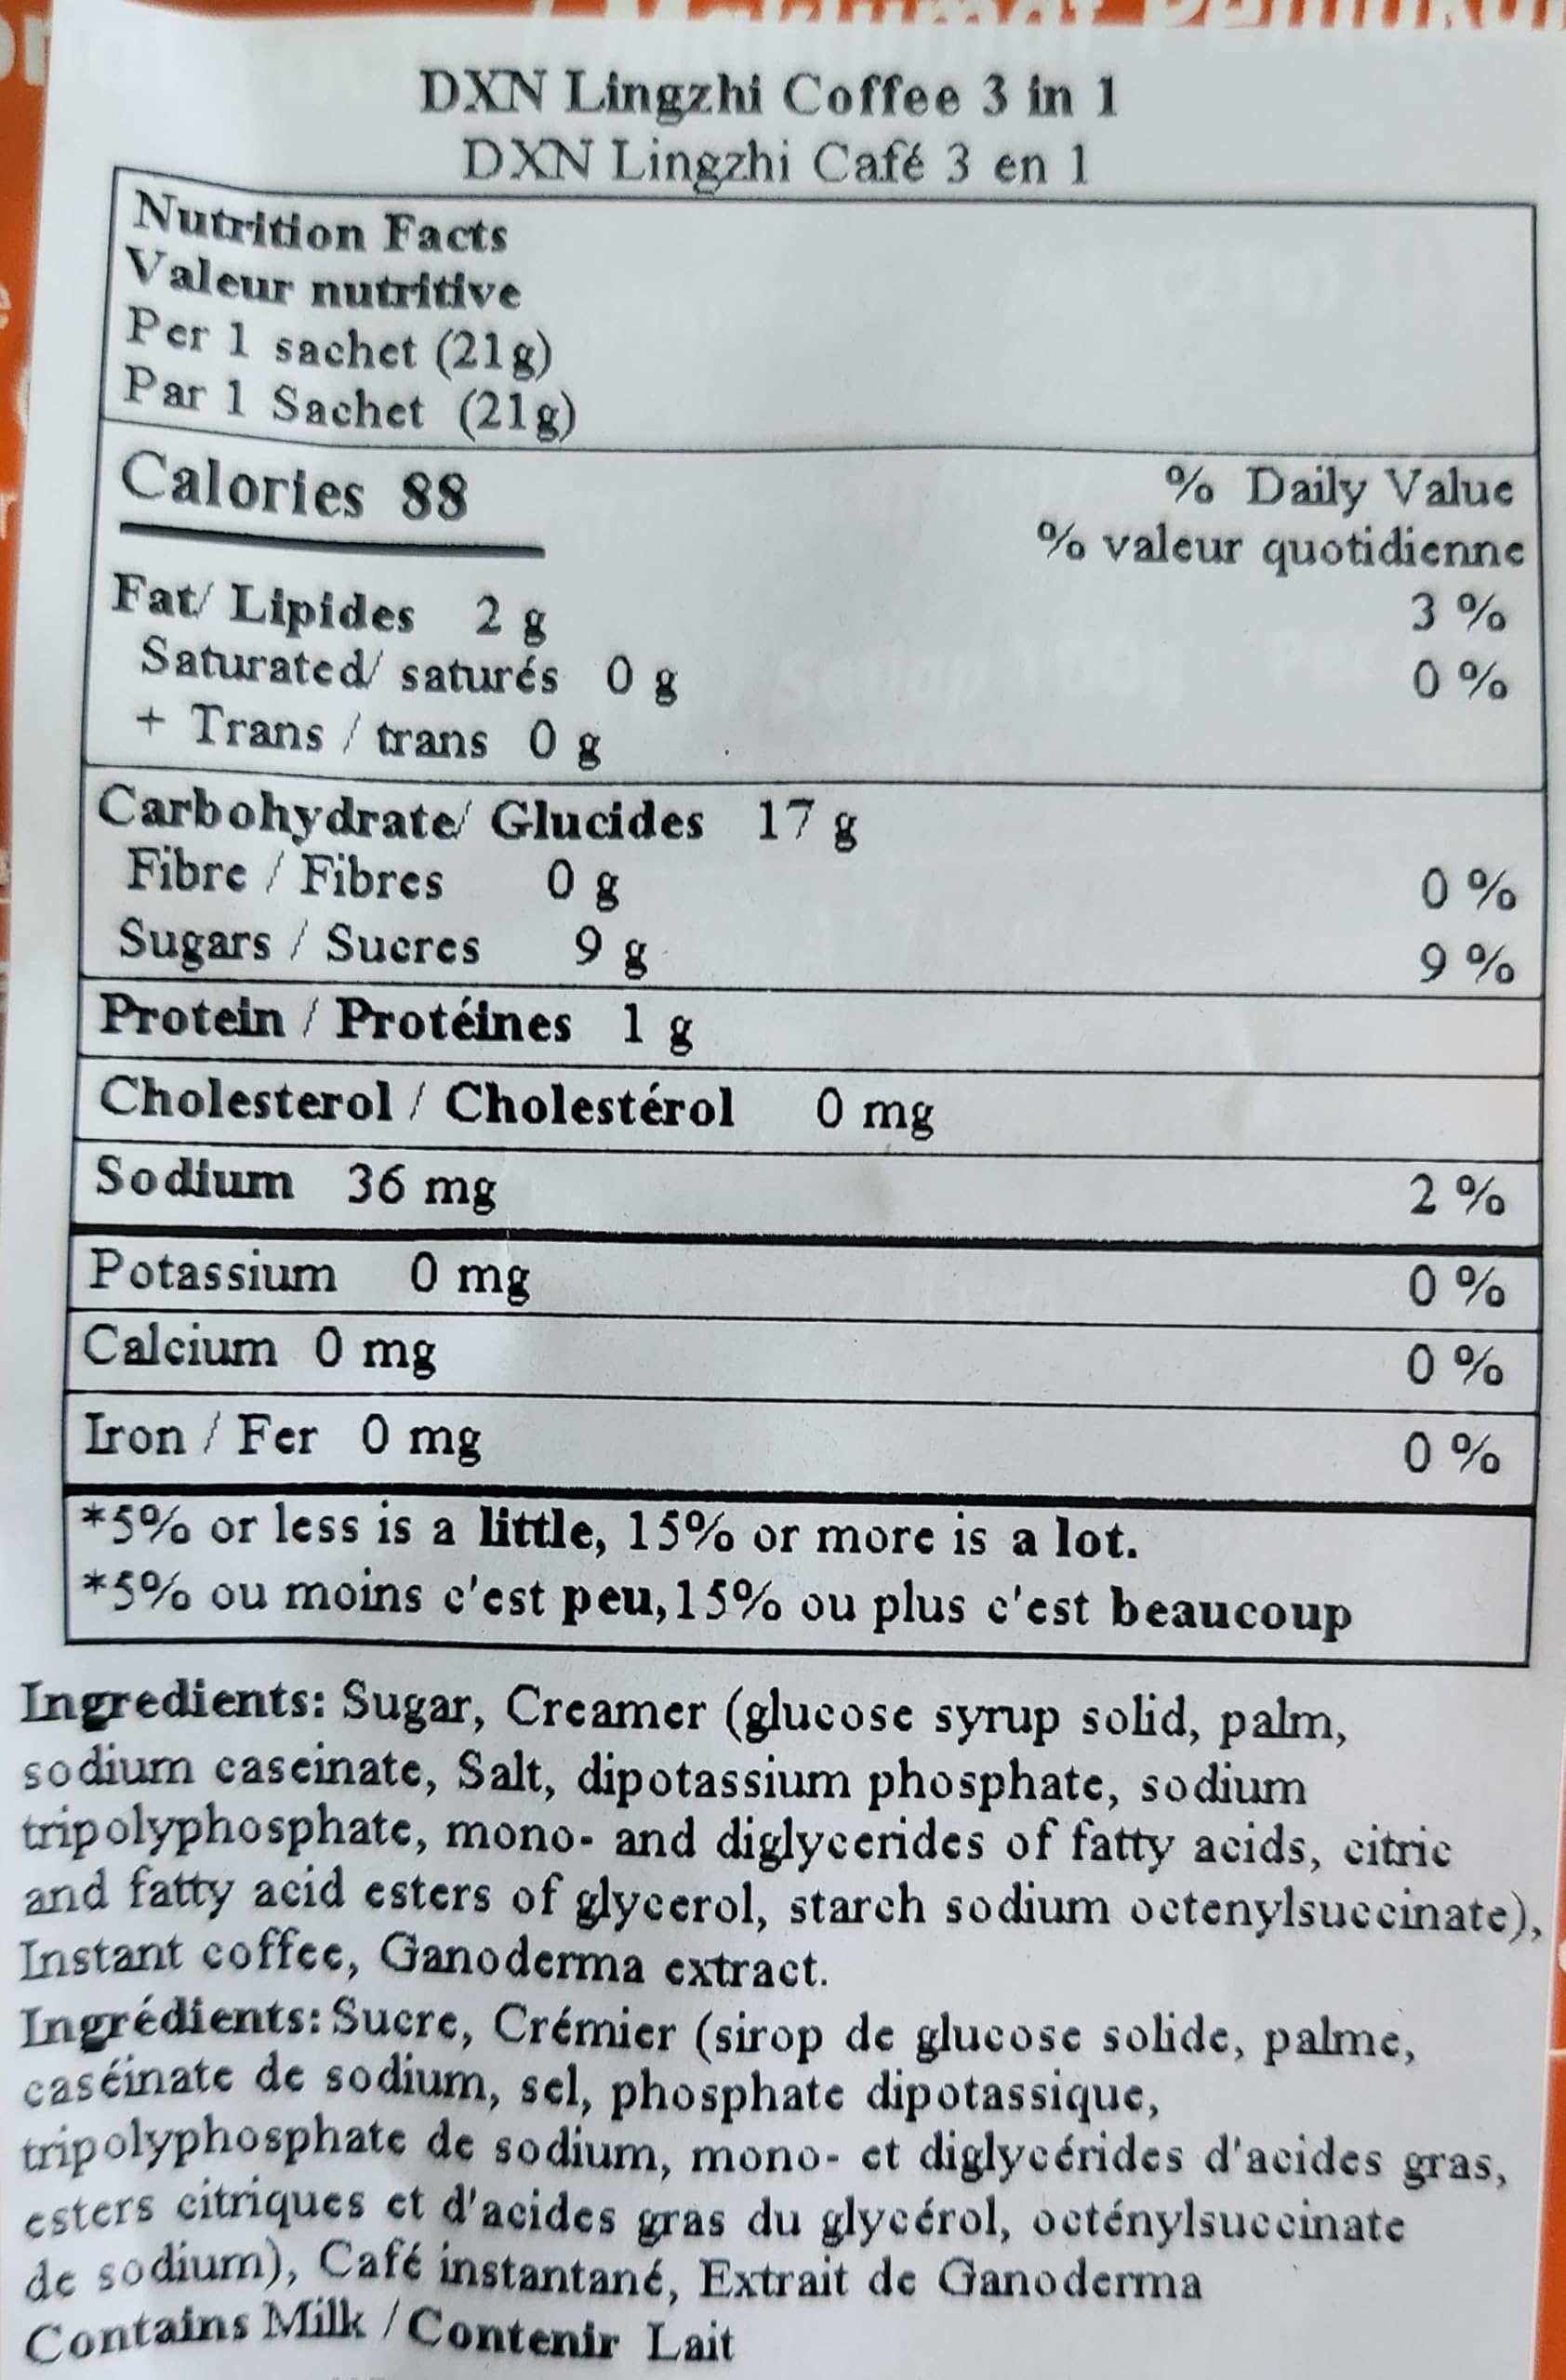 DXN Lingzhi Coffee 3 in 1
DXN Lingzhi Café 3 en 1
Nutrition Facts
Valeur nutritive
Per 1 sachet (21g)
Par 1 Sachet (21g)
Calories 88
% Daily Value
% valeur quotidienne
Fat/ Lipides 2 g 3 %
Saturated/ saturés 0 g 0 %
+ Trans / trans 0 g
Carbohydrate/ Glucides 17 g
Fibre / Fibres 0 g 0 %
Sugars / Sucres 9 g 9 %
Protein / Protéines 1 g
Cholesterol / Cholestérol 0 mg
Sodium 36 mg 2 %
Potassium 0 mg 0 %
Calcium 0 mg 0 %
Iron / Fer 0 mg 0 %
*5% or less is a little, 15% or more is a lot.
*5% ou moins c'est peu, 15% ou plus c'est beaucoup
Ingredients: Sugar, Creamer (glucose syrup solid, palm,
sodium caseinate, Salt, dipotassium phosphate, sodium
tripolyphosphate, mono- and diglycerides of fatty acids, citric
and fatty acid esters of glycerol, starch sodium octenylsuccinate),
Instant coffee, Ganoderma extract.
Ingrédients: Sucre, Crémier (sirop de glucose solide, palme,
caséinate de sodium, sel, phosphate dipotassique,
tripolyphosphate de sodium, mono- et diglycérides d'acides gras,
esters citriques et d'acides gras du glycérol, octénylsuccinate
de sodium), Café instantané, Extrait de Ganoderma
Contains Milk / Contenir Lait